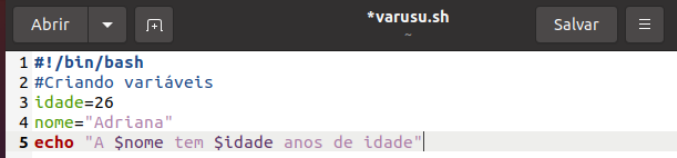 Abrir
*varusu.sh
~
Salvar
1 #!/bin/bash
2 #Criando variáveis
3 idade=26
4 nome="Adriana"
5 echo "A $nome tem $idade anos de idade"